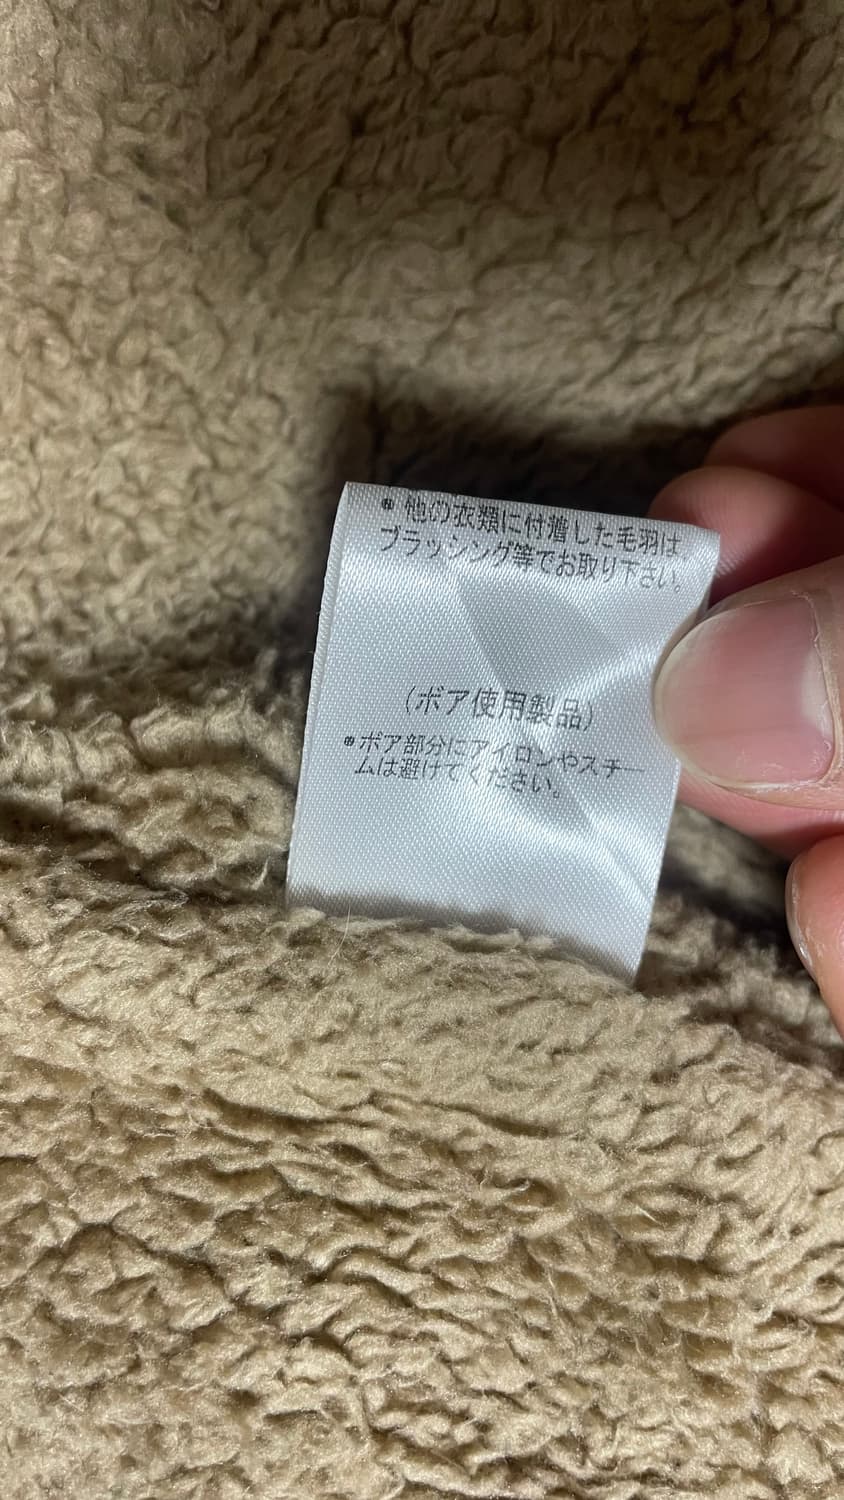 ● 他の衣類に付着した毛羽は
ブラッシング等でお取り下さい。
(ボア使用製品)
● ボア部分にアイロンやスチー
ムは避けてください。